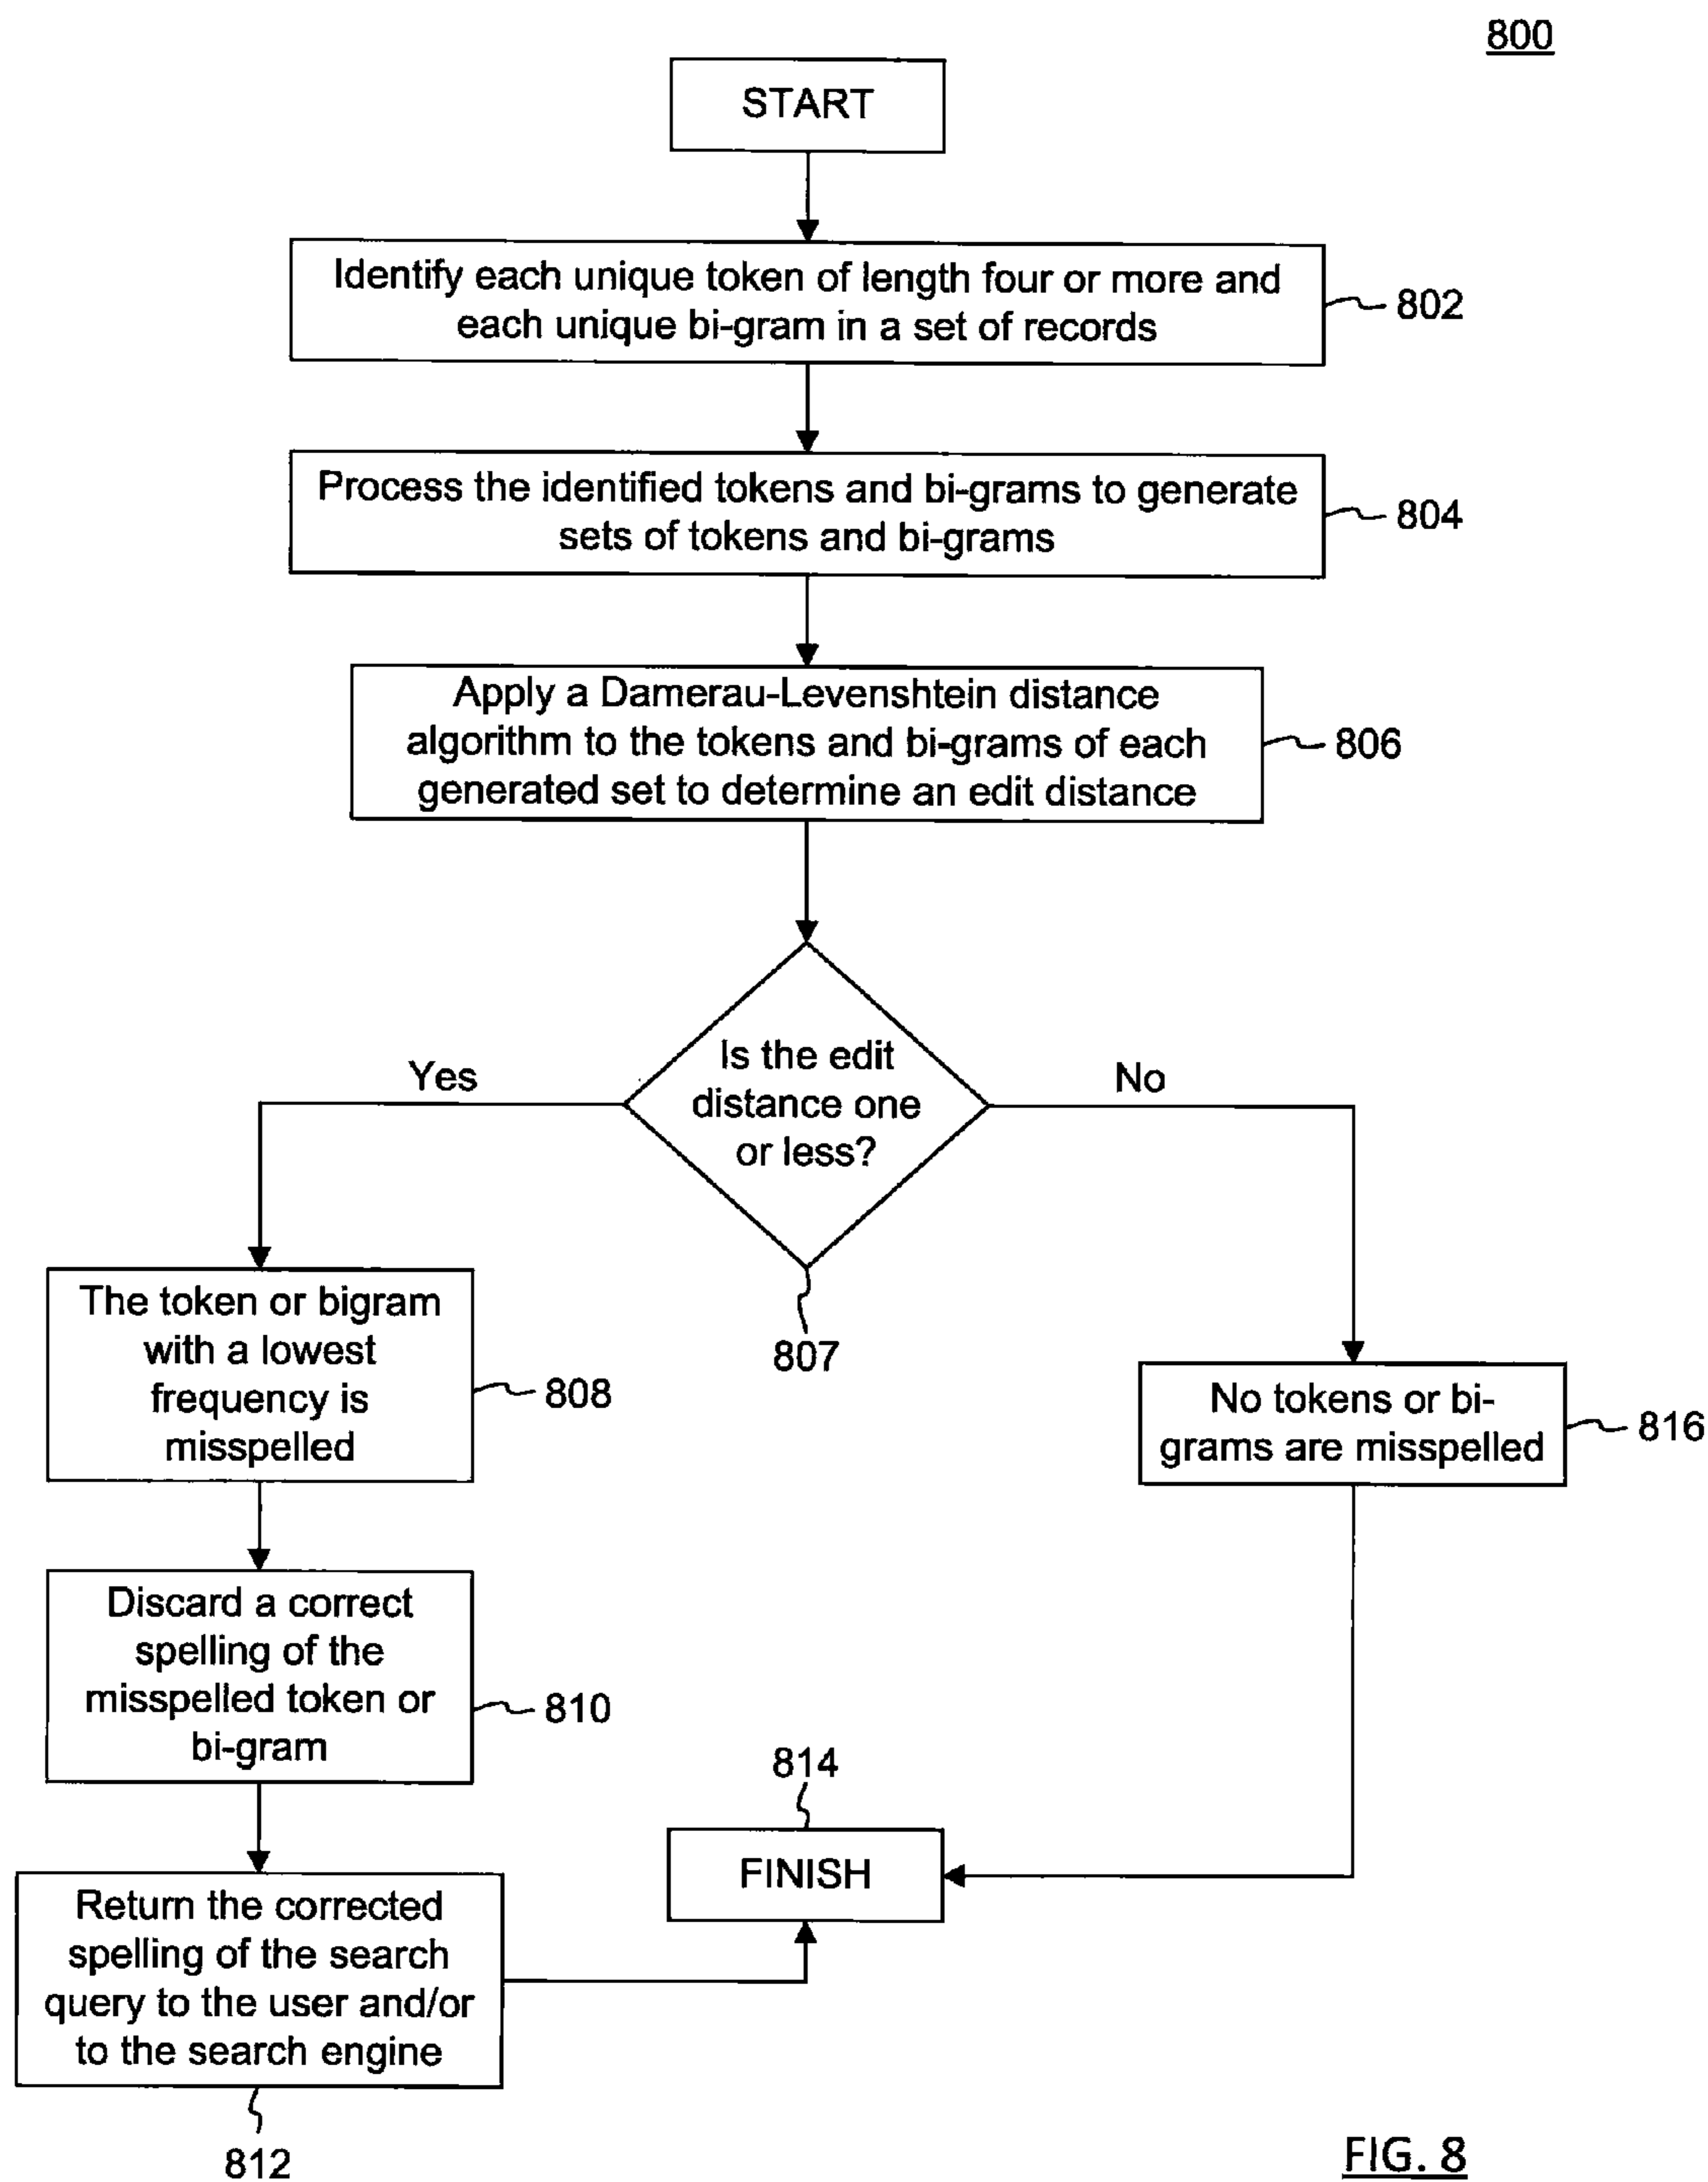 800
START
Identify each unique token of length four or more and
each unique bi-gram in a set of records
802
Process the identified tokens and bi-grams to generate
sets of tokens and bi-grams
804
Apply a Damerau-Levenshtein distance
algorithm to the tokens and bi-grams of each
generated set to determine an edit distance
806
Is the edit
distance one
or less?
Yes
No
807
The token or bigram
with a lowest
frequency is
misspelled
808
No tokens or bi-
grams are misspelled
816
Discard a correct
spelling of the
misspelled token or
bi-gram
810
814
FINISH
Return the corrected
spelling of the search
query to the user and/or
to the search engine
812
FIG. 8